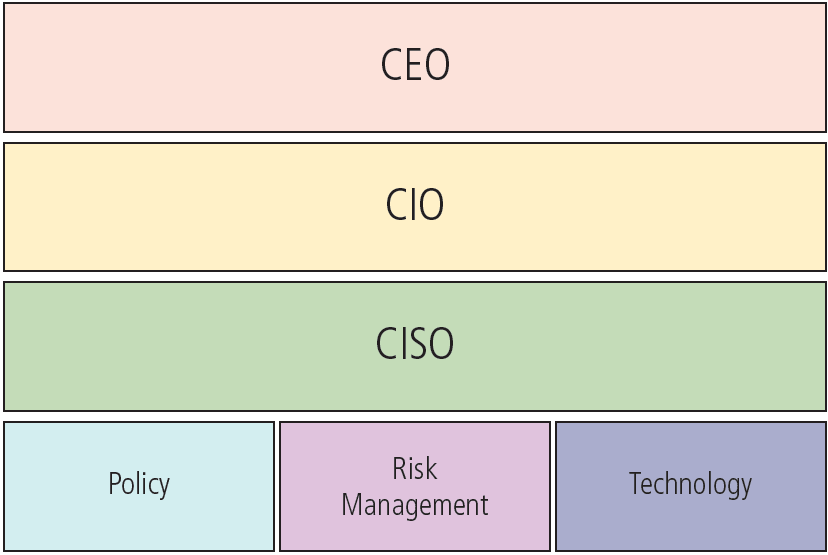 CEO
CIO
CISO
Policy
Risk
Management
Technology